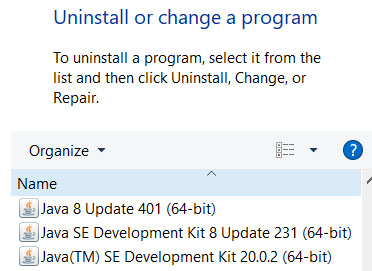 Uninstall or change a program
To uninstall a program, select it from the
list and then click Uninstall, Change, or
Repair.
Organize
?
Name
Java 8 Update 401 (64-bit)
Java SE Development Kit 8 Update 231 (64-bit)
Java(TM) SE Development Kit 20.0.2 (64-bit)